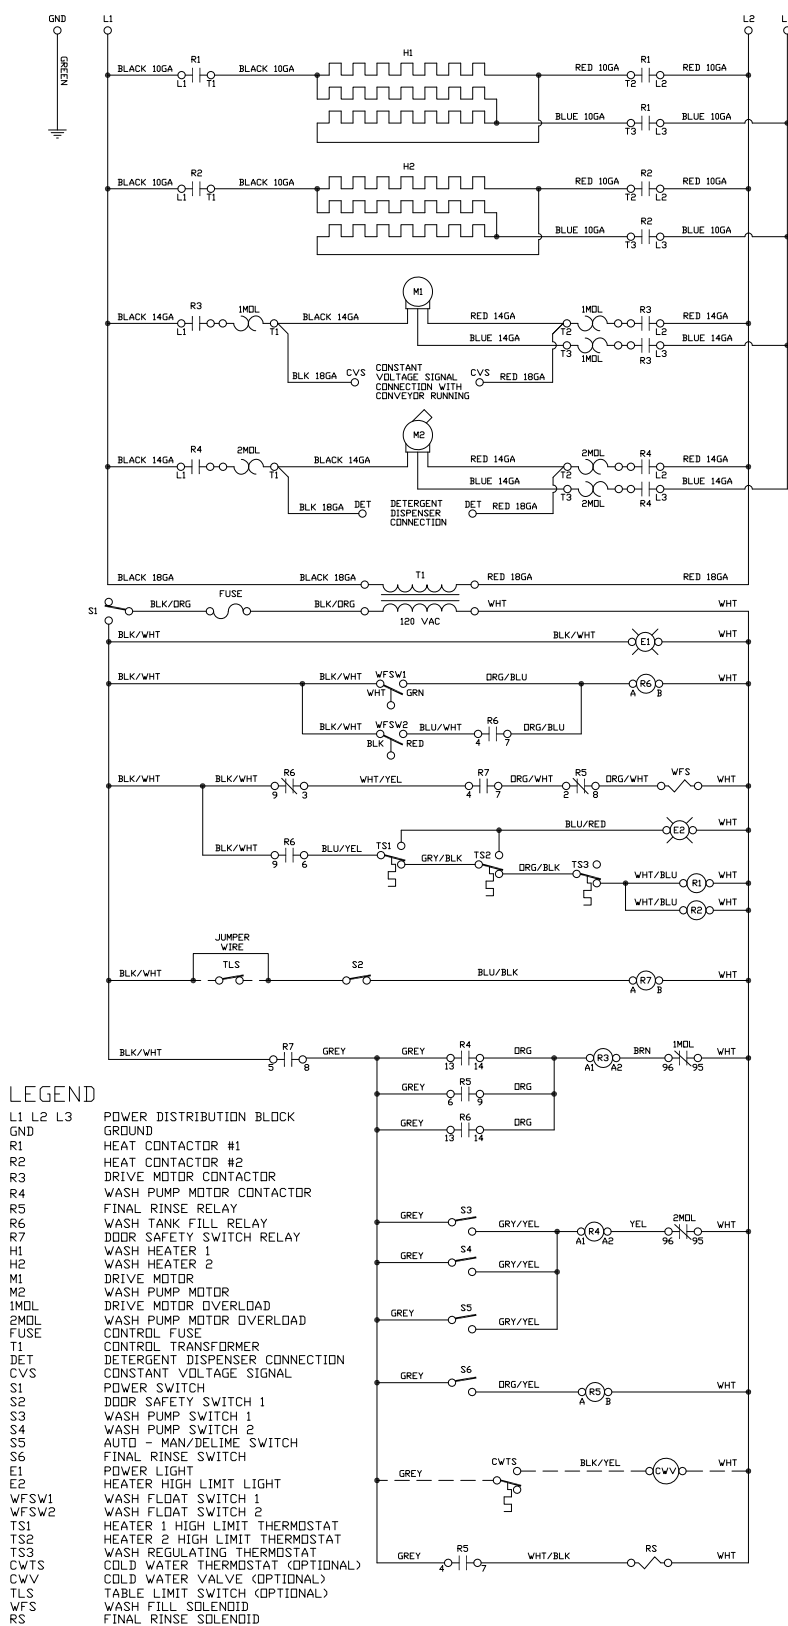 GND L1 L2 L
GREEN
H1
BLACK 10GA R1 BLACK 10GA RED 10GA R1 RED 10GA
L1 T1 T2 L2
BLUE 10GA R1 BLUE 10GA
T3 L3
H2
BLACK 10GA R2 BLACK 10GA RED 10GA R2 RED 10GA
L1 T1 T2 L2
BLUE 10GA R2 BLUE 10GA
T3 L3
M1
BLACK 14GA R3 1MOL BLACK 14GA RED 14GA 1MOL R3 RED 14GA
L1 T1 T2 L2
BLUE 14GA BLUE 14GA
T3 1MOL R3 L3
BLK 18GA CVS CONSTANT
VOLTAGE SIGNAL
CONNECTION WITH
CONVEYOR RUNNING CVS RED 18GA
M2
BLACK 14GA R4 2MOL BLACK 14GA RED 14GA 2MOL R4 RED 14GA
L1 T1 T2 L2
BLUE 14GA BLUE 14GA
T3 2MOL R4 L3
BLK 18GA DET DETERGENT
DISPENSER
CONNECTION DET RED 18GA
BLACK 18GA BLACK 18GA T1 RED 18GA RED 18GA
S1 BLK/ORG FUSE BLK/ORG 120 VAC WHT WHT
BLK/WHT BLK/WHT E1 WHT
BLK/WHT BLK/WHT WFSW1 ORG/BLU R6 WHT
WHT GRN A B
BLK/WHT WFSW2 BLU/WHT R6 ORG/BLU
BLK RED 4 7
BLK/WHT BLK/WHT R6 WHT/YEL R7 ORG/WHT R5 ORG/WHT WFS WHT
9 3 4 7 2 8
BLU/RED E2 WHT
BLK/WHT R6 BLU/YEL TS1 GRY/BLK TS2 ORG/BLK TS3
9 6
WHT/BLU R1 WHT
WHT/BLU R2 WHT
JUMPER
WIRE
BLK/WHT TLS S2 BLU/BLK R7 WHT
A B
BLK/WHT R7 GREY GREY R4 ORG R3 BRN 1MOL WHT
5 8 13 14 A1 A2 96 95
GREY R5 ORG
6 9
GREY R6 ORG
13 14
GREY S3 GRY/YEL R4 YEL 2MOL WHT
A1 A2 96 95
GREY S4 GRY/YEL
GREY S5 GRY/YEL
GREY S6 ORG/YEL R5 WHT
A B
GREY CWTS BLK/YEL CWV WHT
GREY R5 WHT/BLK RS WHT
4 7
LEGEND
L1 L2 L3 POWER DISTRIBUTION BLOCK
GND GROUND
R1 HEAT CONTACTOR #1
R2 HEAT CONTACTOR #2
R3 DRIVE MOTOR CONTACTOR
R4 WASH PUMP MOTOR CONTACTOR
R5 FINAL RINSE RELAY
R6 WASH TANK FILL RELAY
R7 DOOR SAFETY SWITCH RELAY
H1 WASH HEATER 1
H2 WASH HEATER 2
M1 DRIVE MOTOR
M2 WASH PUMP MOTOR
1MOL DRIVE MOTOR OVERLOAD
2MOL WASH PUMP MOTOR OVERLOAD
FUSE CONTROL FUSE
T1 CONTROL TRANSFORMER
DET DETERGENT DISPENSER CONNECTION
CVS CONSTANT VOLTAGE SIGNAL
S1 POWER SWITCH
S2 DOOR SAFETY SWITCH 1
S3 WASH PUMP SWITCH 1
S4 WASH PUMP SWITCH 2
S5 AUTO - MAN/DELIME SWITCH
S6 FINAL RINSE SWITCH
E1 POWER LIGHT
E2 HEATER HIGH LIMIT LIGHT
WFSW1 WASH FLOAT SWITCH 1
WFSW2 WASH FLOAT SWITCH 2
TS1 HEATER 1 HIGH LIMIT THERMOSTAT
TS2 HEATER 2 HIGH LIMIT THERMOSTAT
TS3 WASH REGULATING THERMOSTAT
CWTS COLD WATER THERMOSTAT (OPTIONAL)
CWV COLD WATER VALVE (OPTIONAL)
TLS TABLE LIMIT SWITCH (OPTIONAL)
WFS WASH FILL SOLENOID
RS FINAL RINSE SOLENOID